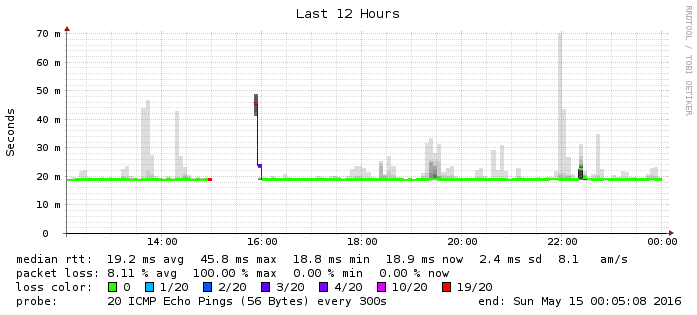 Last 12 Hours
RRDTOOL / TOBI OETIKER
Seconds
70 m
60 m
50 m
40 m
30 m
20 m
10 m
0
14:00 16:00 18:00 20:00 22:00 00:00
median rtt: 19.2 ms avg 45.8 ms max 18.8 ms min 18.9 ms now 2.4 ms sd 8.1 am/s
packet loss: 8.11 % avg 100.00 % max 0.00 % min 0.00 % now
loss color: 0 1/20 2/20 3/20 4/20 10/20 19/20
probe: 20 ICMP Echo Pings (56 Bytes) every 300s end: Sun May 15 00:05:08 2016